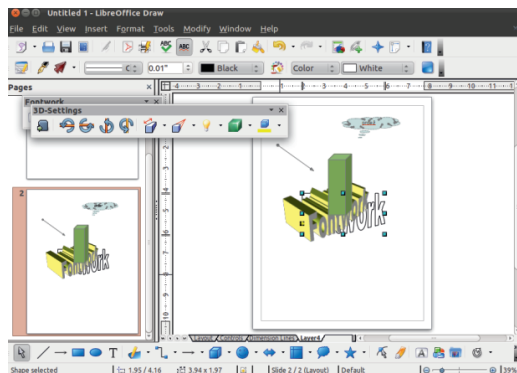 Untitled 1 - LibreOffice Draw
File Edit View Insert Format Tools Modify Window Help
ABC
0.01" Black Color White
Pages
Fontwork
3D-Settings
2
Fontwork
Fontwork
Layout Controls Dimension Lines Layer4
Shape selected 1.95 / 4.16 3.94 x 1.97 Slide 2 / 2 (Layout) Default 39%